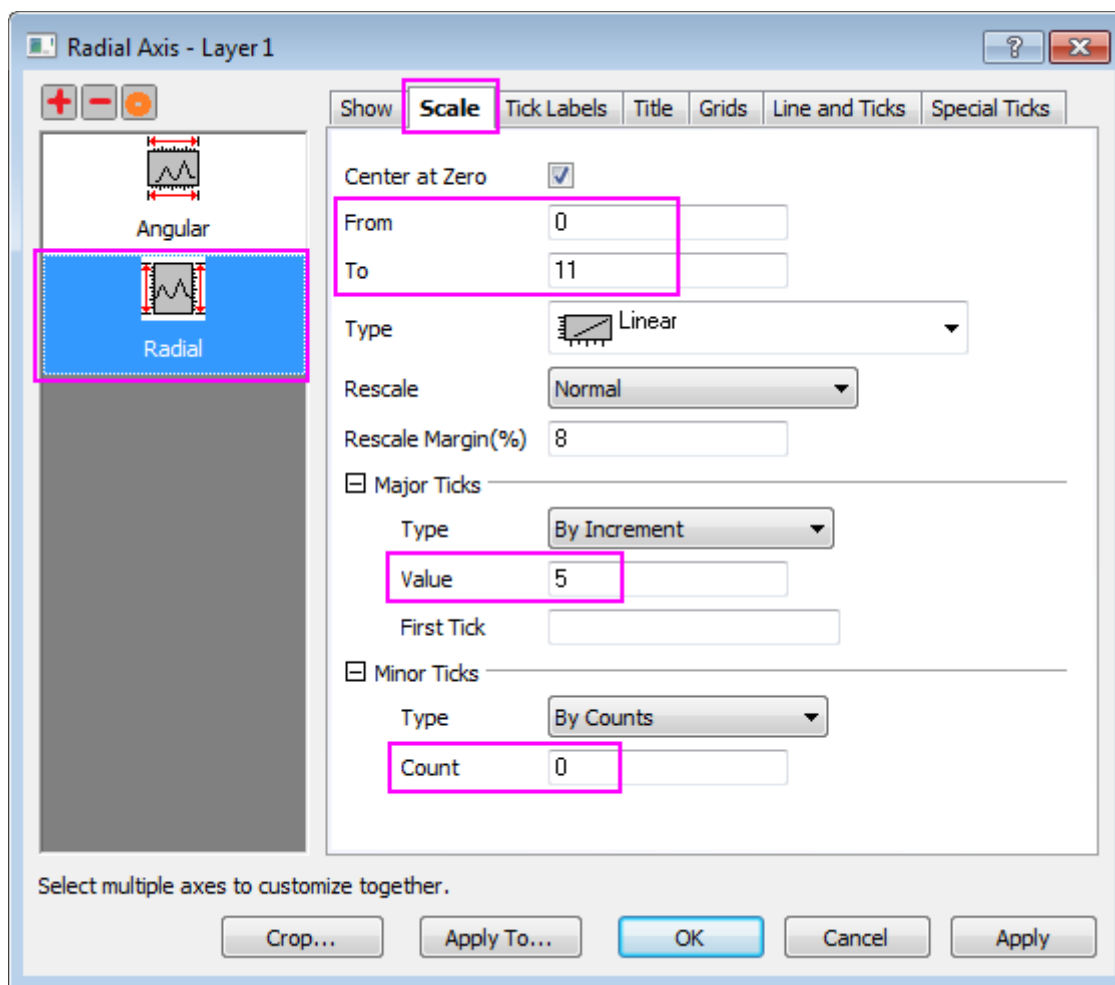 Radial Axis - Layer 1
Show Scale Tick Labels Title Grids Line and Ticks Special Ticks
Angular
Radial
Center at Zero
From 0
To 11
Type Linear
Rescale Normal
Rescale Margin(%) 8
Major Ticks
Type By Increment
Value 5
First Tick
Minor Ticks
Type By Counts
Count 0
Select multiple axes to customize together.
Crop... Apply To... OK Cancel Apply